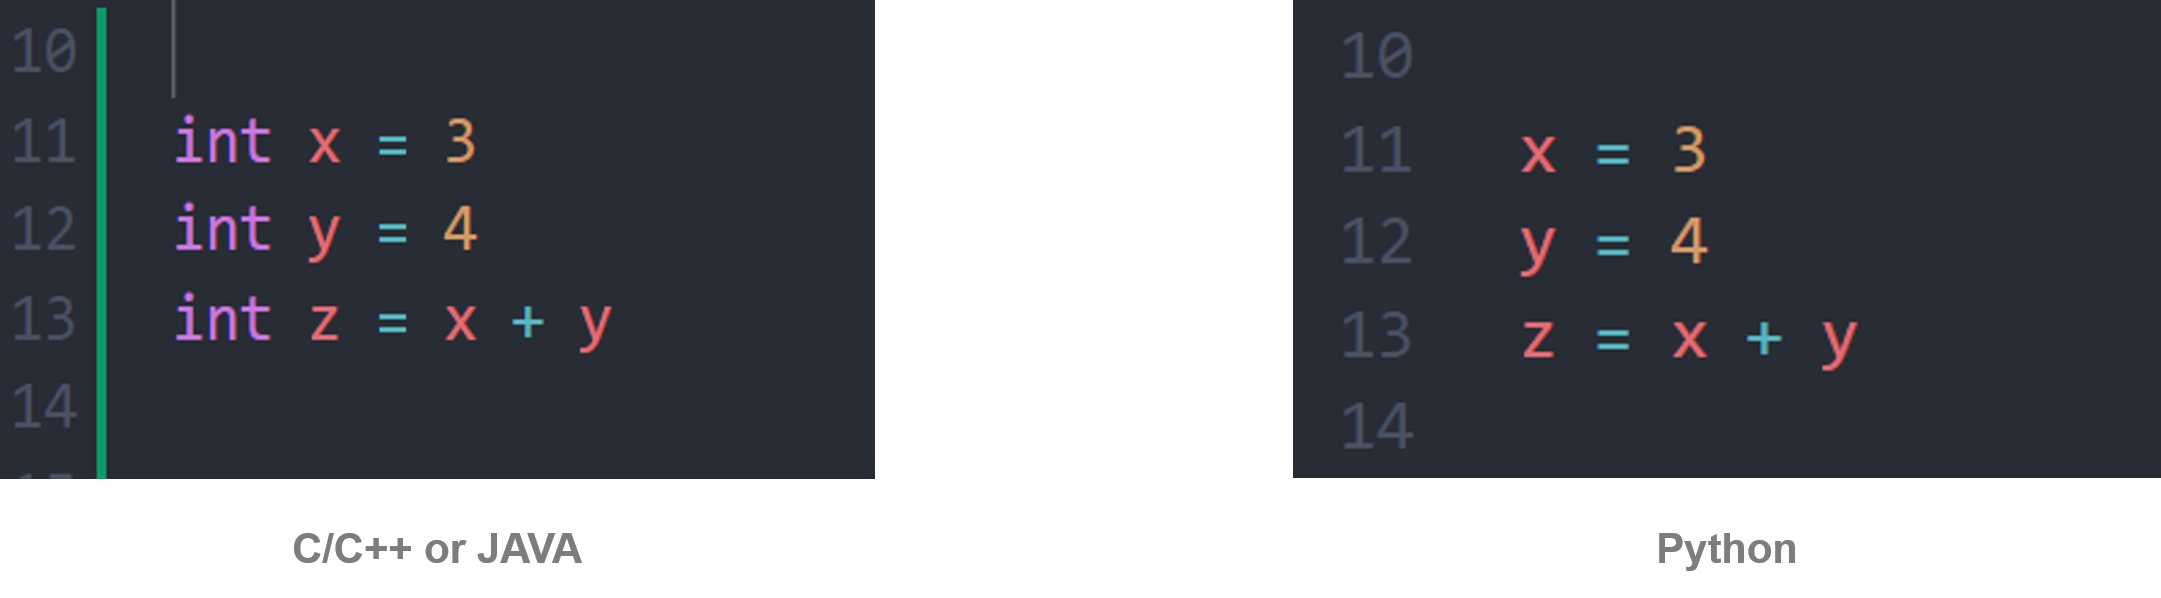 10
11 int x = 3
12 int y = 4
13 int z = x + y
14
C/C++ or JAVA
10
11 x = 3
12 y = 4
13 z = x + y
14
Python